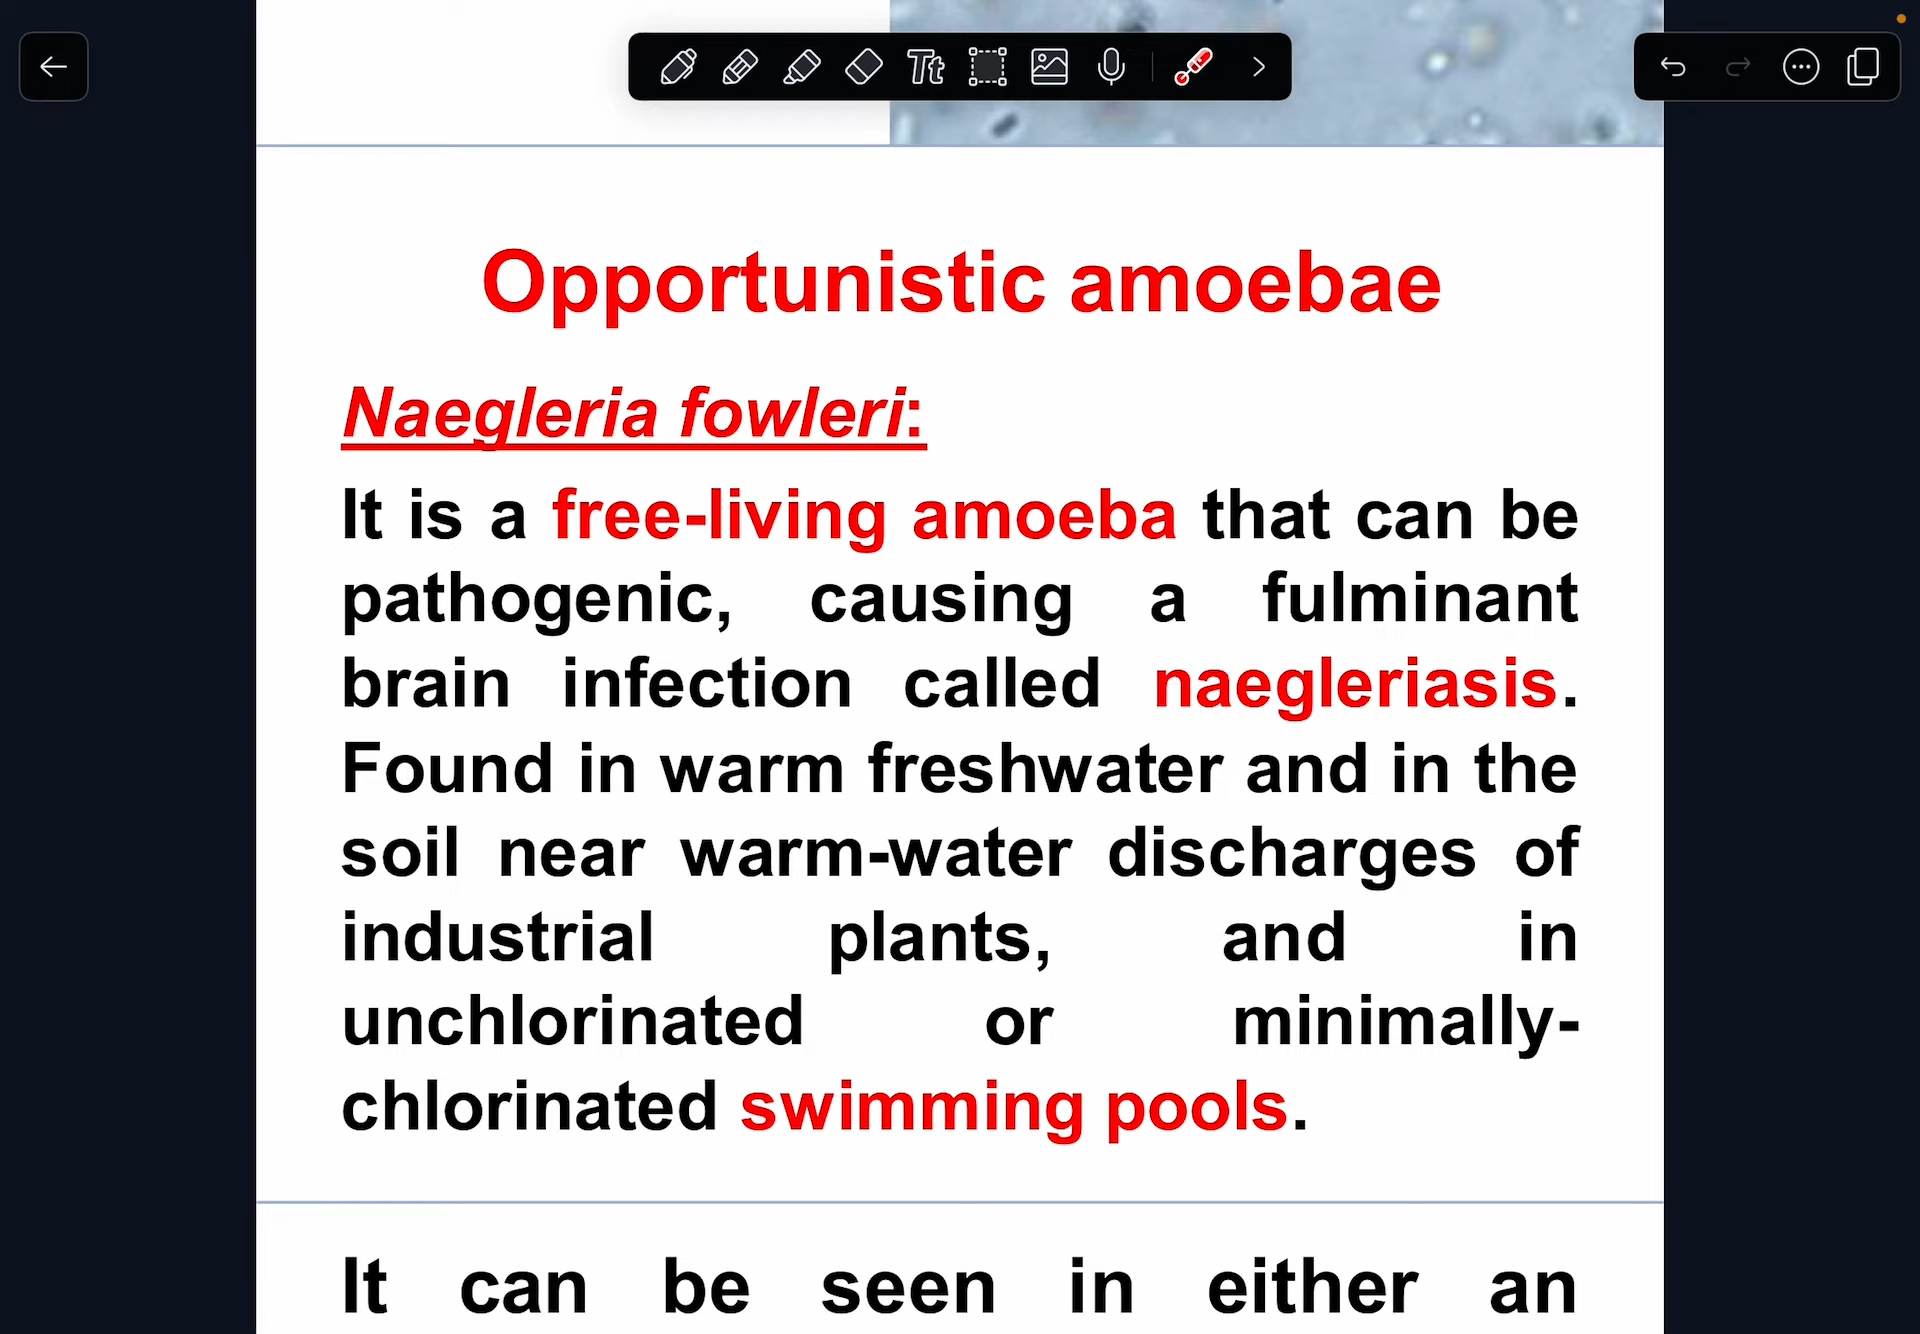 Tt
Opportunistic amoebae
Naegleria fowleri:
It is a free-living amoeba that can be
pathogenic, causing a fulminant
brain infection called naegleriasis.
Found in warm freshwater and in the
soil near warm-water discharges of
industrial plants, and in
unchlorinated or minimally-
chlorinated swimming pools.
It can be seen in either an